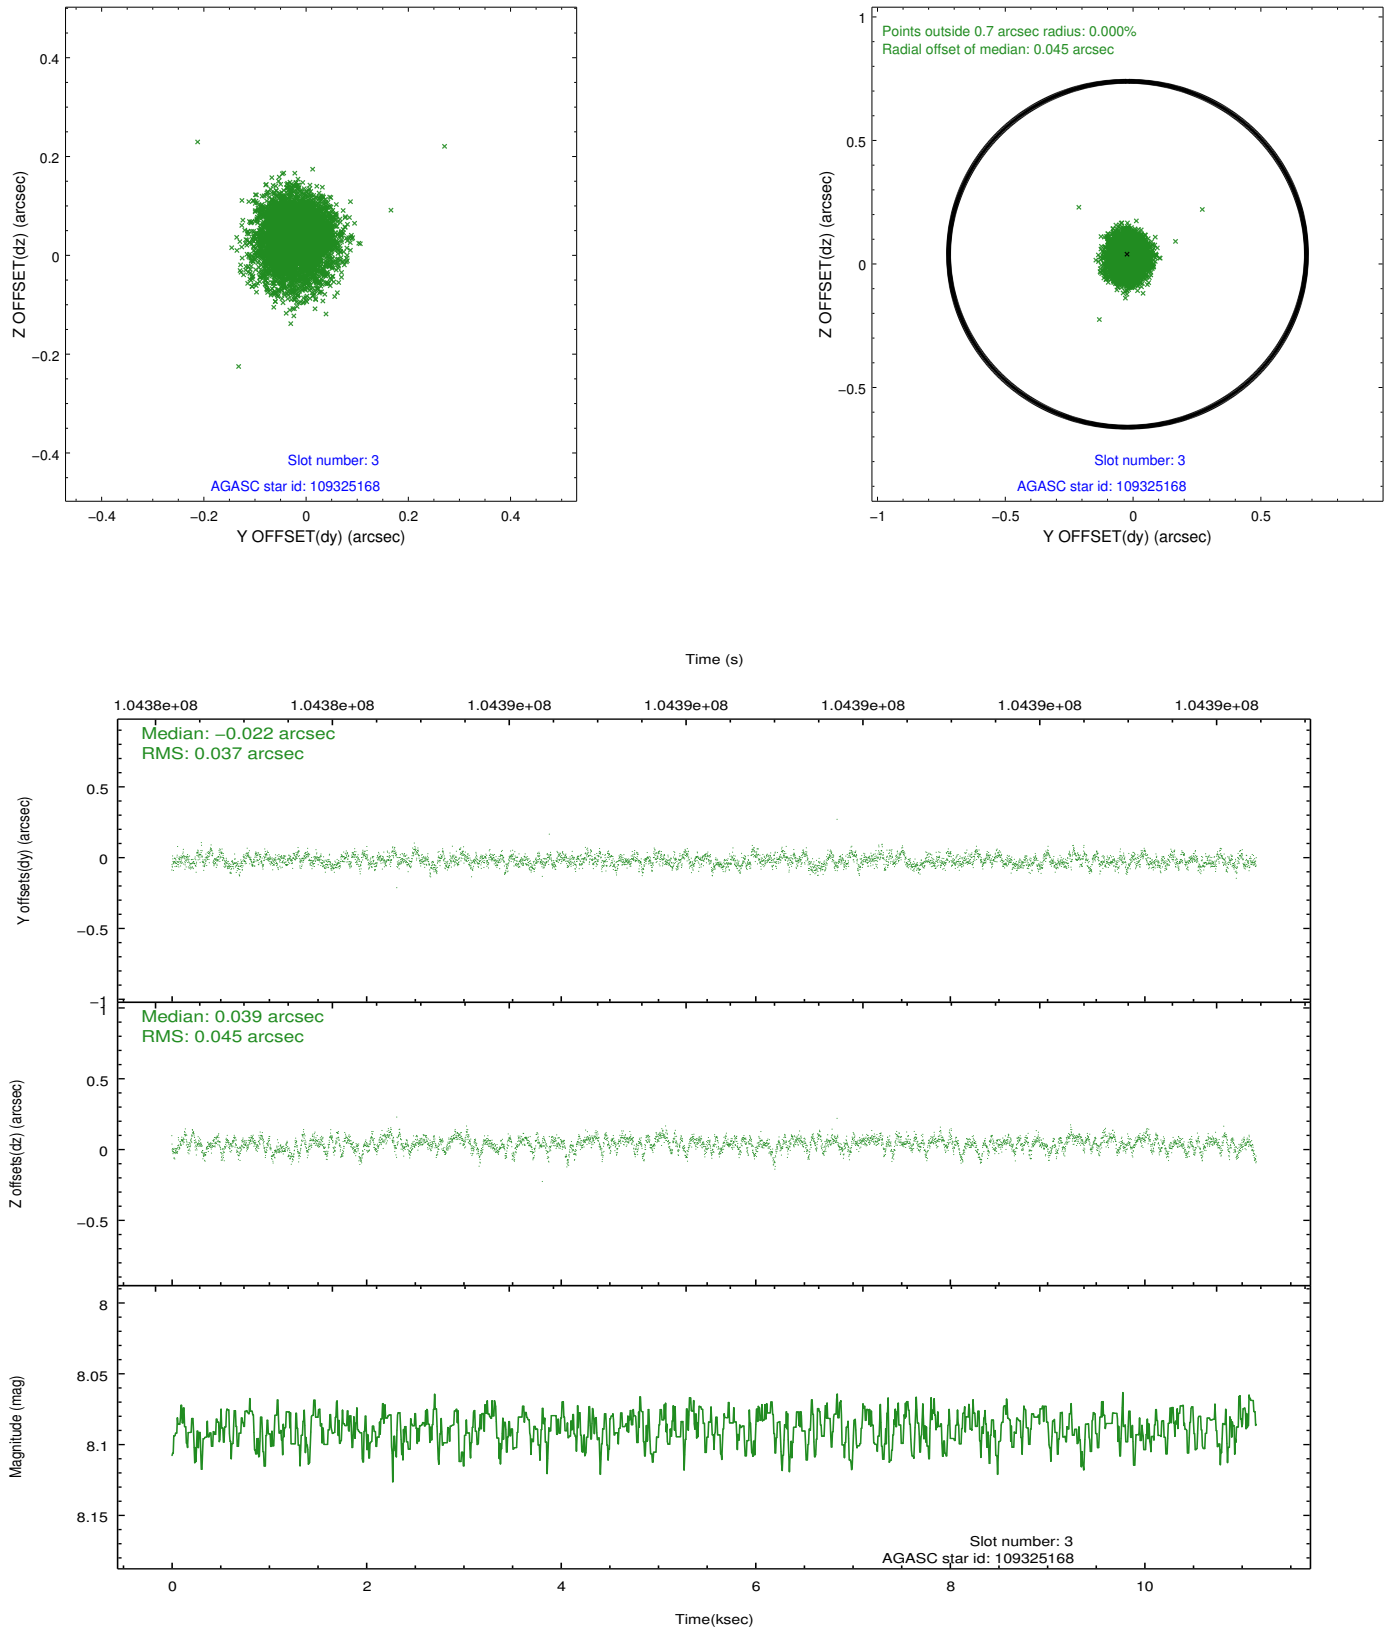 0.4
0.2
0
−0.2
−0.4
Z OFFSET(dz) (arcsec)
Slot number: 3
AGASC star id: 109325168
−0.4 −0.2 0 0.2 0.4
Y OFFSET(dy) (arcsec)
Points outside 0.7 arcsec radius: 0.000%
Radial offset of median: 0.045 arcsec
1
0.5
0
−0.5
Z OFFSET(dz) (arcsec)
Slot number: 3
AGASC star id: 109325168
−1 −0.5 0 0.5
Y OFFSET(dy) (arcsec)
Time (s)
1.0438e+08 1.0438e+08 1.0439e+08 1.0439e+08 1.0439e+08 1.0439e+08 1.0439e+08
Median: −0.022 arcsec
RMS: 0.037 arcsec
0.5
0
−0.5
−1
Y offsets(dy) (arcsec)
Median: 0.039 arcsec
RMS: 0.045 arcsec
1
0.5
0
−0.5
Z offsets(dz) (arcsec)
8
8.05
8.1
8.15
Magnitude (mag)
Slot number: 3
AGASC star id: 109325168
0 2 4 6 8 10
Time(ksec)